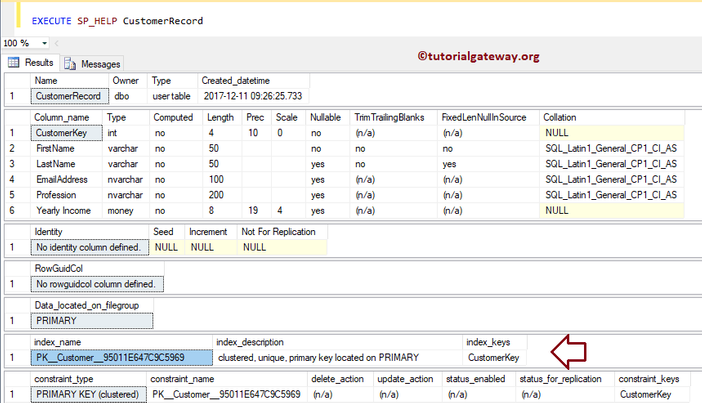 EXECUTE SP_HELP CustomerRecord
100 %
Results Messages
©tutorialgateway.org
Name Owner Type Created_datetime
1 CustomerRecord dbo user table 2017-12-11 09:26:25.733
Column_name Type Computed Length Prec Scale Nullable TrimTrailingBlanks FixedLenNullInSource Collation
1 CustomerKey int no 4 10 0 no (n/a) (n/a) NULL
2 FirstName varchar no 50 no no no SQL_Latin1_General_CP1_CI_AS
3 LastName varchar no 50 yes no yes SQL_Latin1_General_CP1_CI_AS
4 EmailAddress nvarchar no 100 yes (n/a) (n/a) SQL_Latin1_General_CP1_CI_AS
5 Profession nvarchar no 200 yes (n/a) (n/a) SQL_Latin1_General_CP1_CI_AS
6 Yearly Income money no 8 19 4 yes (n/a) (n/a) NULL
Identity Seed Increment Not For Replication
1 No identity column defined. NULL NULL NULL
RowGuidCol
1 No rowguidcol column defined.
Data_located_on_filegroup
1 PRIMARY
index_name index_description index_keys
1 PK__Customer__95011E647C9C5969 clustered, unique, primary key located on PRIMARY CustomerKey
constraint_type constraint_name delete_action update_action status_enabled status_for_replication constraint_keys
1 PRIMARY KEY (clustered) PK__Customer__95011E647C9C5969 (n/a) (n/a) (n/a) (n/a) CustomerKey